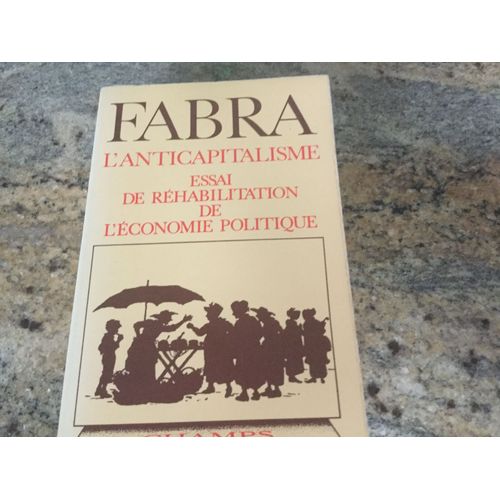 FABRA
L'ANTICAPITALISME
ESSAI
DE RÉHABILITATION
DE
L'ÉCONOMIE POLITIQUE
CHAMPS